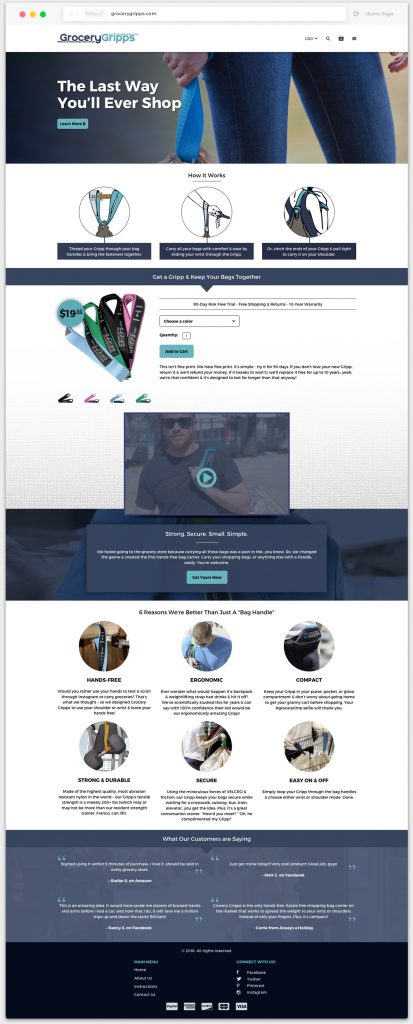 https://
grocerygripps.com
Home Page
GroceryGripps
USD
The Last Way
You'll Ever Shop
Learn More
How It Works
Thread your Gripp through your bag
handles & bring the fasteners together.
Carry all your bags with comfort & ease by
sliding your wrist through the Gripp.
Or, cinch the ends of your Gripp & pull tight
to carry it on your shoulder.
Get a Gripp & Keep Your Bags Together
$19.95
90-Day Risk Free Trial - Free Shipping & Returns - 10-Year Warranty
Choose a color
Quantity:
1
Add to Cart
This isn't fine print. We hate fine print. It's simple - try it for 90 days. If you don't love your new Gripp,
return it & we'll refund your money. If it breaks (it won't), we'll replace it free for up to 10 years...yeah,
we're that confident & it's designed to last far longer than that anyway!
Strong. Secure. Small. Simple.
We hated going to the grocery store because carrying all those bags was a pain in the...you know. So, we changed
the game & created the first hands-free bag carrier. Carry your shopping bags, or anything else with a handle,
easily. You're welcome.
Get Yours Now
6 Reasons We're Better Than Just A "Bag Handle"
HANDS-FREE
Would you rather use your hands to text & scroll
through Instagram or carry groceries? That's
what we thought - so we designed Grocery
Gripps to use your shoulder or wrist & leave your
hands free!
ERGONOMIC
Ever wonder what would happen if a backpack
& weightlifting strap had drinks & hit it off?
We've scientifically studied this for years & can
say with 100% confidence their kid would be
our ergonomically amazing Gripp!
COMPACT
Keep your Gripp in your purse, pocket, or glove
compartment & don't worry about going home
to get your granny cart before shopping. Your
#grocerytime selfie will thank you.
STRONG & DURABLE
Made of the highest quality, most abrasion
resistant nylon in the world - our Gripp's tensile
strength is a measly 200+ lbs (which may or
may not be more than our resident strength
trainer, Franco, can lift).
SECURE
Using the miraculous forces of VELCRO &
friction, our Gripp keeps your bags secure while
waiting for a crosswalk, subway, bus, train,
elevator...you get the idea. Plus, it's a great
conversation starter. "How'd you meet?" "Oh, he
complimented my Gripp!"
EASY ON & OFF
Simply loop your Gripp through the bag handles
& choose either wrist or shoulder mode. Done.
What Our Customers are Saying
Started using it within 5 minutes of purchase. I love it, should be sold in
every grocery store.
- Stefan S. on Amazon
Just got mine today!!! Very cool product! Great job, guys!
- Matt C. on Facebook
This is an amazing idea. It would have saved me dozens of bruised hands
and arms before I had a car, and now that I do, it will save me a million
trips up and down the stairs! Brilliant!
- Nancy S. on Facebook
Grocery Gripps is the only hands free, hassle free shopping bag carrier on
the market that works to spread the weight to your wrist or shoulders
instead of only your fingers. Plus, it's compact!
- Carrie from Always a Holiday
© 2018. All rights reserved.
MAIN MENU
Home
About Us
Instructions
Contact Us
CONNECT WITH US!
Facebook
Twitter
Pinterest
Instagram
PayPal
VISA